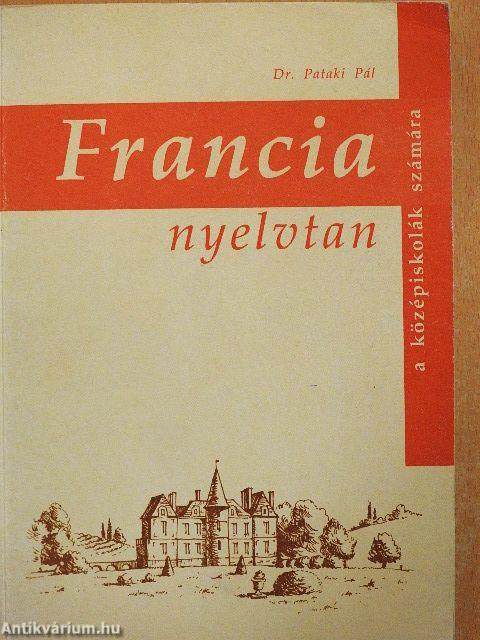 Dr. Pataki Pál
Francia
nyelvtan
a középiskolák számára
Antikvárium.hu